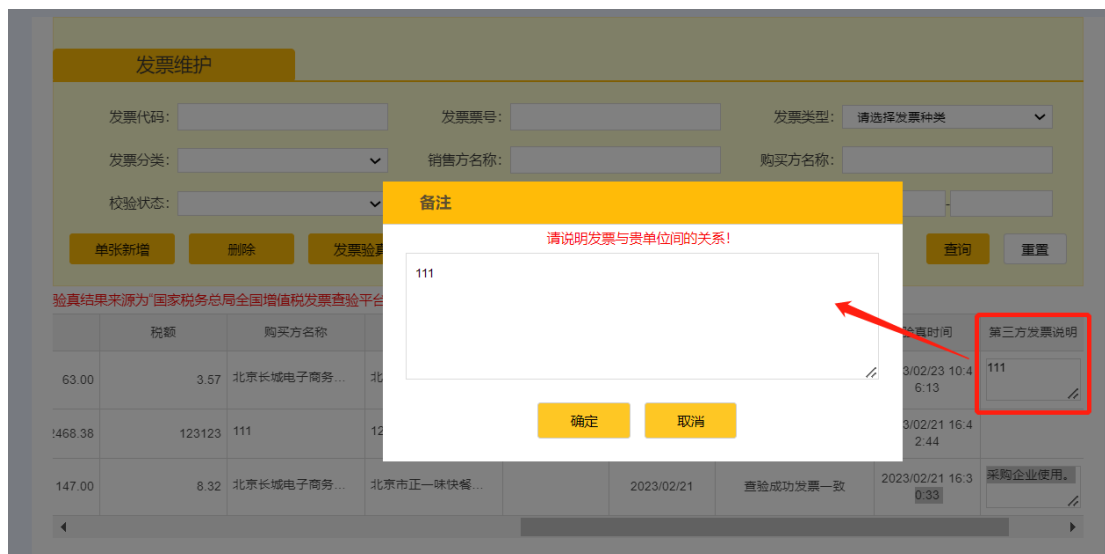 发票维护
发票代码：
发票票号：
发票类型：
请选择发票种类
发票分类：
销售方名称：
购买方名称：
校验状态：
-
备注
请说明发票与贵单位间的关系！
111
单张新增
删除
发票验真
查询
重置
验真结果来源为“国家税务总局全国增值税发票查验平台
税额
购买方名称
验真时间
第三方发票说明
63.00
3.57
北京长城电子商务...
北
3/02/23 10:4
6:13
111
确定
取消
2468.38
123123
111
12
3/02/21 16:4
2:44
147.00
8.32
北京长城电子商务...
北京市正一味快餐...
2023/02/21
查验成功发票一致
2023/02/21 16:3
0:33
采购企业使用。